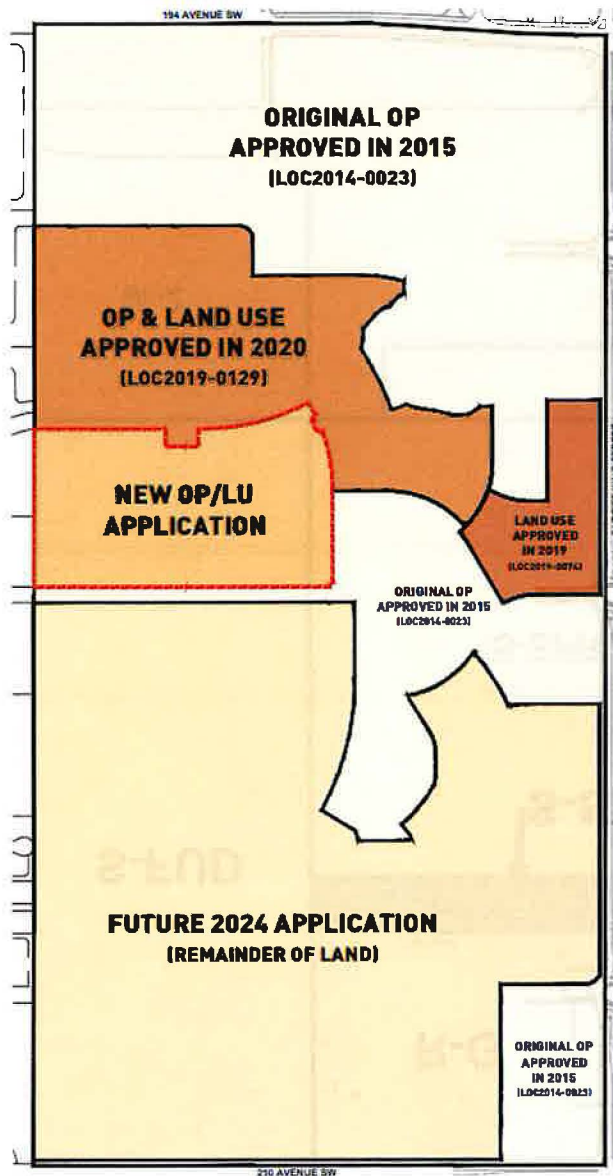 194 AVENUE SW
ORIGINAL OP
APPROVED IN 2015
(LOC2014-0023)
OP & LAND USE
APPROVED IN 2020
(LOC2019-0129)
NEW OP/LU
APPLICATION
LAND USE
APPROVED
IN 2019
ORIGINAL OP
APPROVED IN 2015
(LOC2014-0023)
S-FUD
FUTURE 2024 APPLICATION
(REMAINDER OF LAND)
R-G
ORIGINAL OP
APPROVED
IN 2015
(LOC2014-0023)
210 AVENUE SW